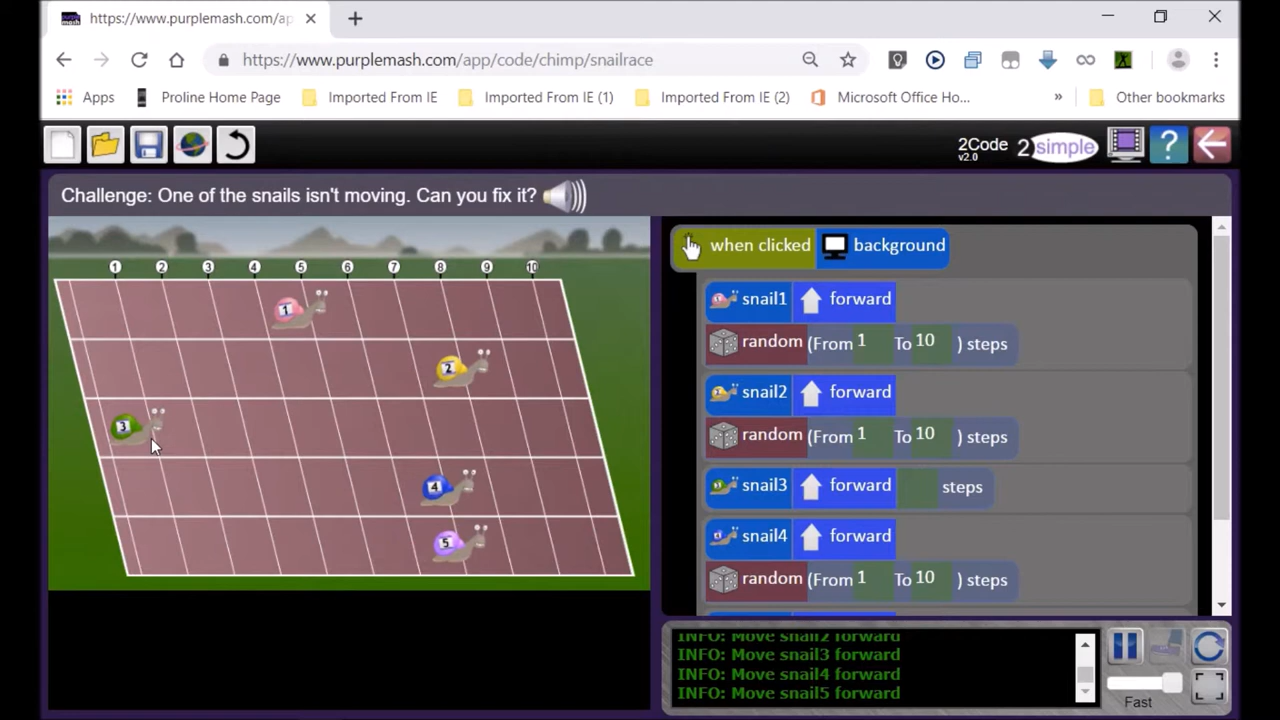 https://www.purplemash.com/ap
https://www.purplemash.com/app/code/chimp/snailrace
Apps Proline Home Page Imported From IE Imported From IE (1) Imported From IE (2) Microsoft Office Ho... » Other bookmarks
2Code v2.0 2simple ?
Challenge: One of the snails isn't moving. Can you fix it?
1 2 3 4 5 6 7 8 9 10
1
2
3
4
5
when clicked background
snail1 forward
random (From 1 To 10 ) steps
snail2 forward
random (From 1 To 10 ) steps
snail3 forward steps
snail4 forward
random (From 1 To 10 ) steps
INFO: Move snail2 forward
INFO: Move snail3 forward
INFO: Move snail4 forward
INFO: Move snail5 forward
Fast